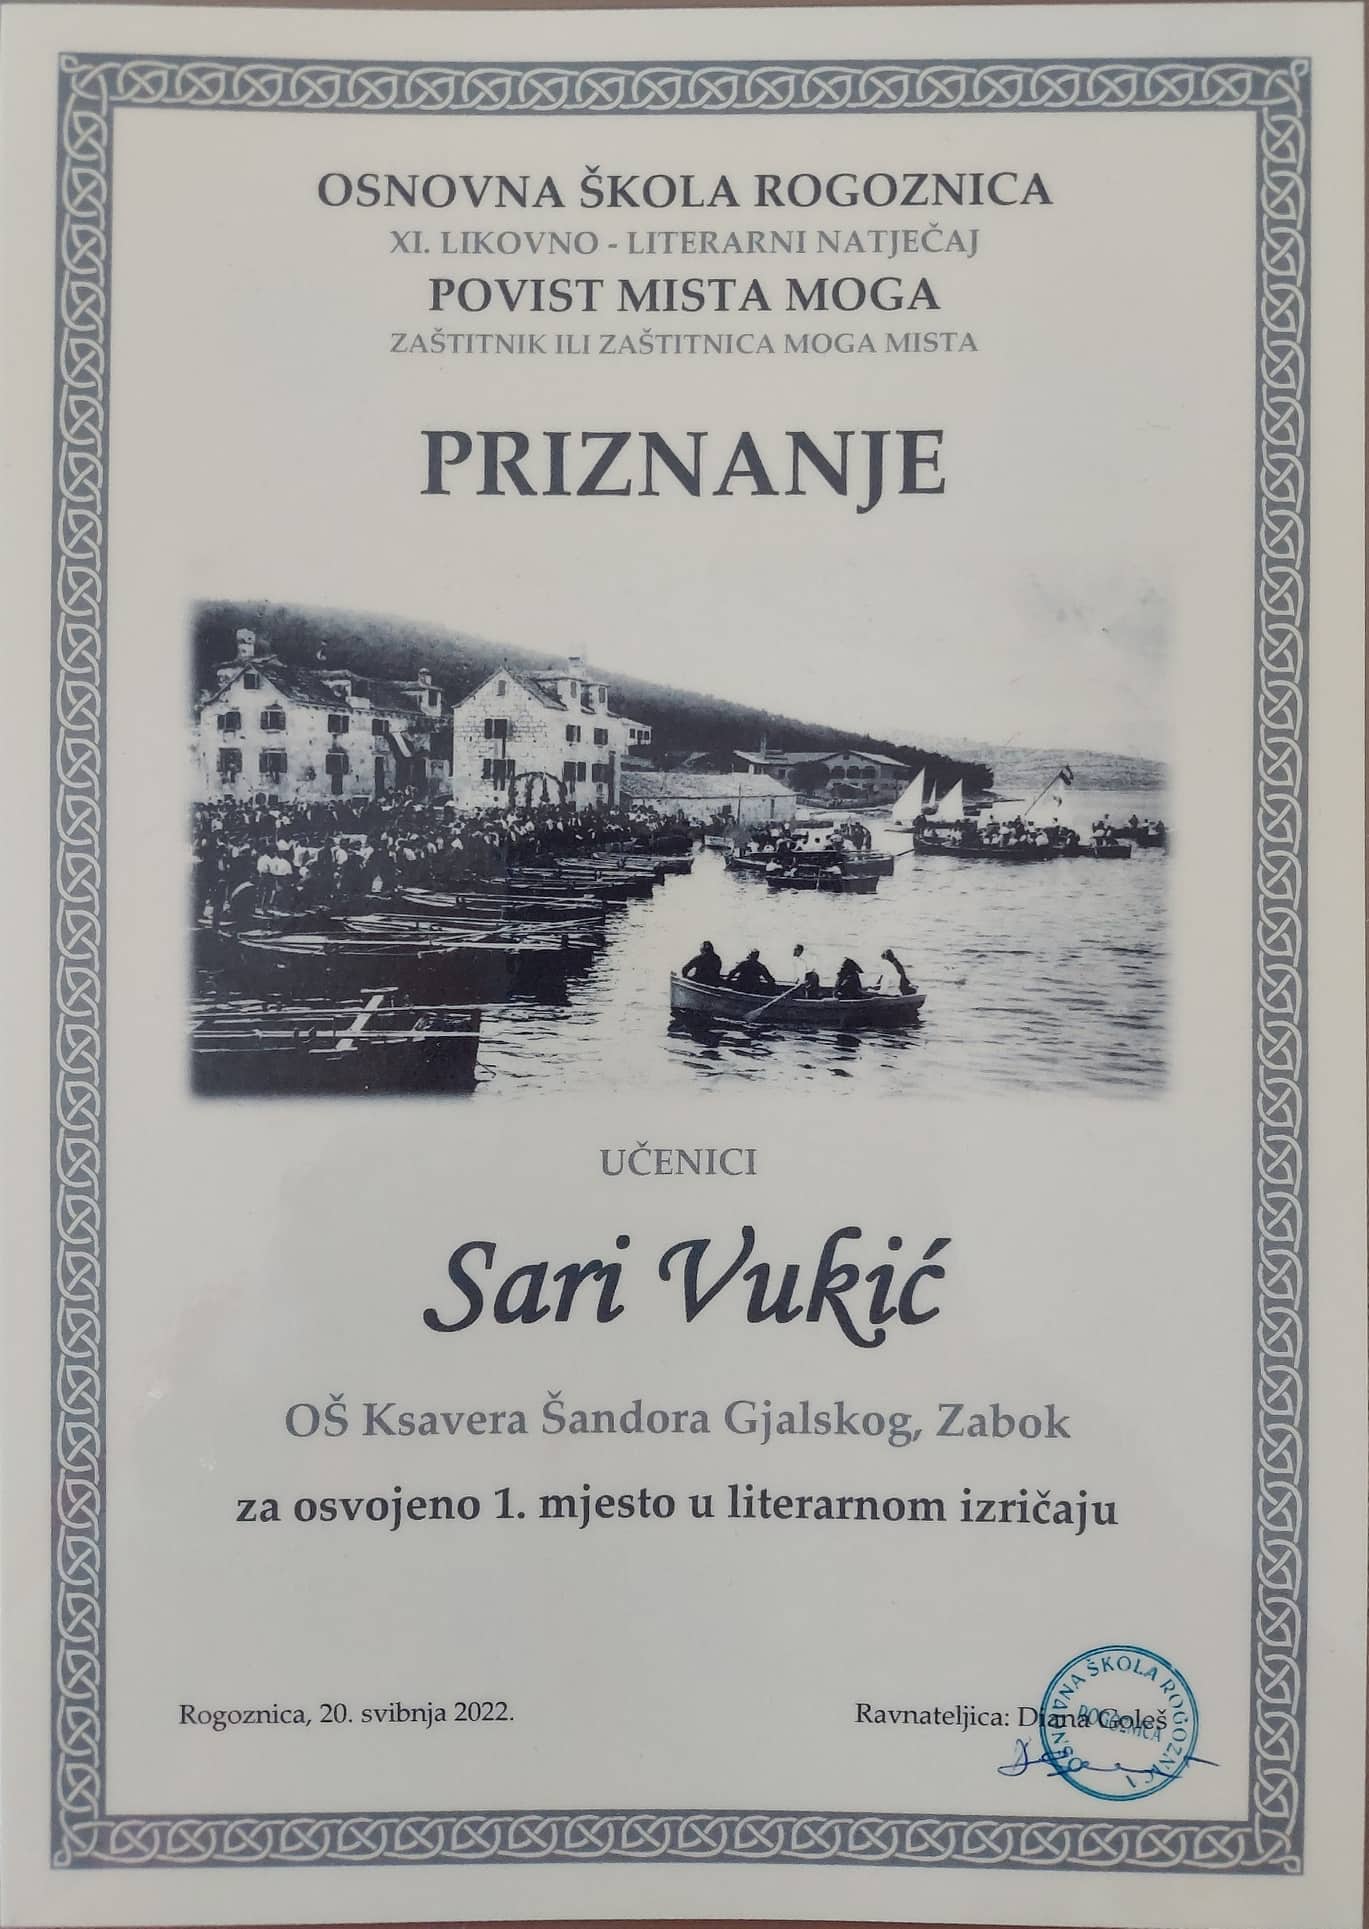 OSNOVNA ŠKOLA ROGOZNICA
XI. LIKOVNO - LITERARNI NATJEČAJ
POVIST MISTA MOGA
ZAŠTITNIK ILI ZAŠTITNICA MOGA MISTA
PRIZNANJE
UČENICI
Sari Vukić
OŠ Ksavera Šandora Gjalskog, Zabok
za osvojeno 1. mjesto u literarnom izričaju
Rogoznica, 20. svibnja 2022.
Ravnateljica: Diana Goleš
OSNOVNA ŠKOLA ROGOZNICA
ROGOZNICA